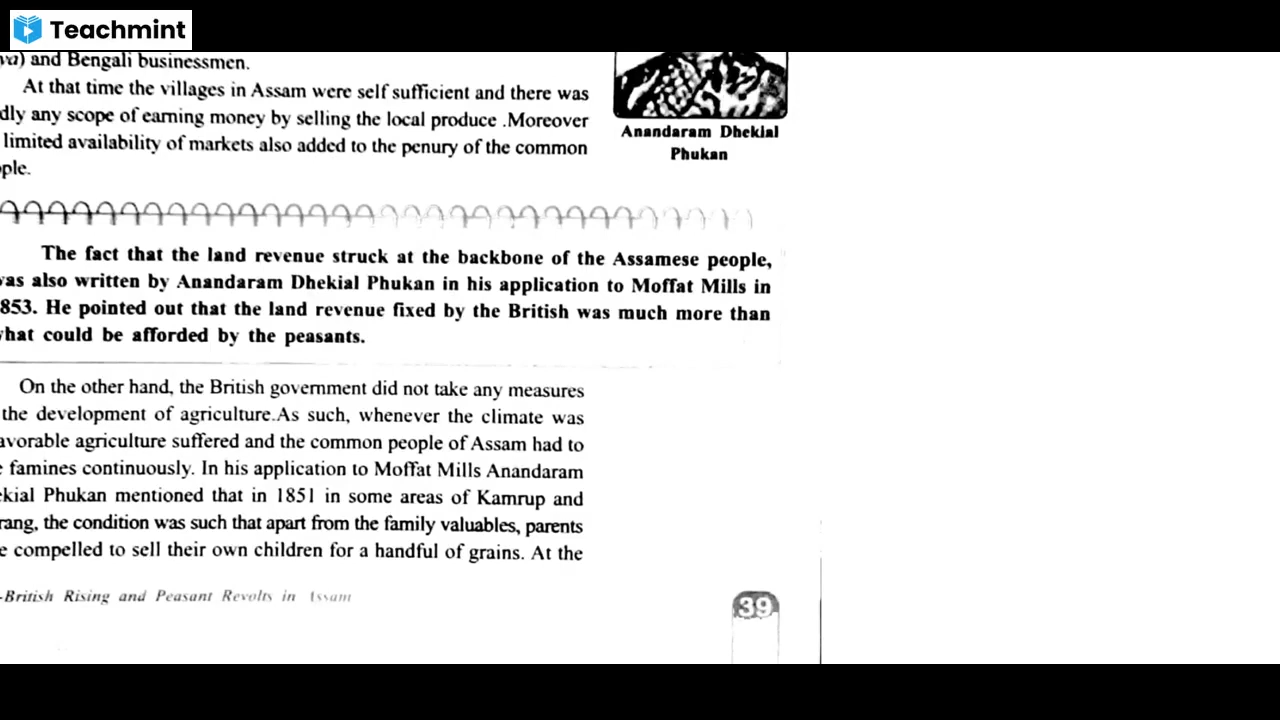 Teachmint
va) and Bengali businessmen.
At that time the villages in Assam were self sufficient and there was
dly any scope of earning money by selling the local produce .Moreover
limited availability of markets also added to the penury of the common
ple.
Anandaram Dhekial
Phukan
The fact that the land revenue struck at the backbone of the Assamese people,
was also written by Anandaram Dhekial Phukan in his application to Moffat Mills in
853. He pointed out that the land revenue fixed by the British was much more than
what could be afforded by the peasants.
On the other hand, the British government did not take any measures
the development of agriculture.As such, whenever the climate was
avorable agriculture suffered and the common people of Assam had to
e famines continuously. In his application to Moffat Mills Anandaram
ekial Phukan mentioned that in 1851 in some areas of Kamrup and
rang, the condition was such that apart from the family valuables, parents
e compelled to sell their own children for a handful of grains. At the
-British Rising and Peasant Revolts in Assam
39